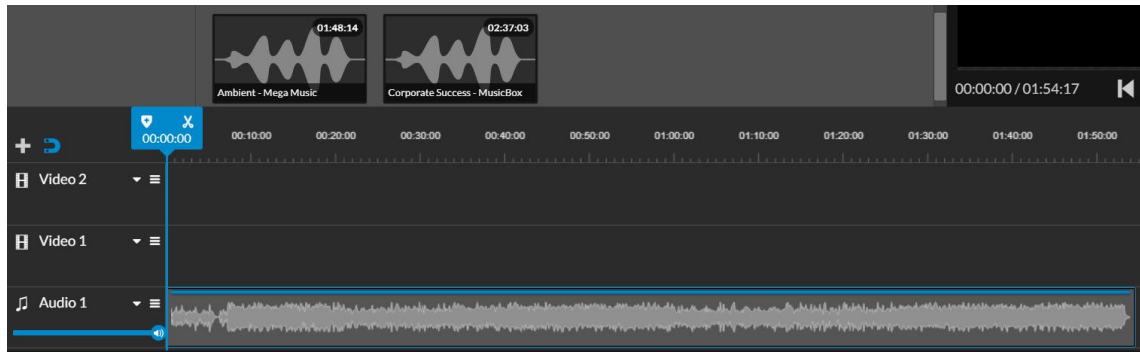 01:48:14
02:37:03
Ambient - Mega Music
Corporate Success - MusicBox
00:00:00 / 01:54:17
00:00:00
00:10:00
00:20:00
00:30:00
00:40:00
00:50:00
01:00:00
01:10:00
01:20:00
01:30:00
01:40:00
01:50:00
Video 2
Video 1
Audio 1